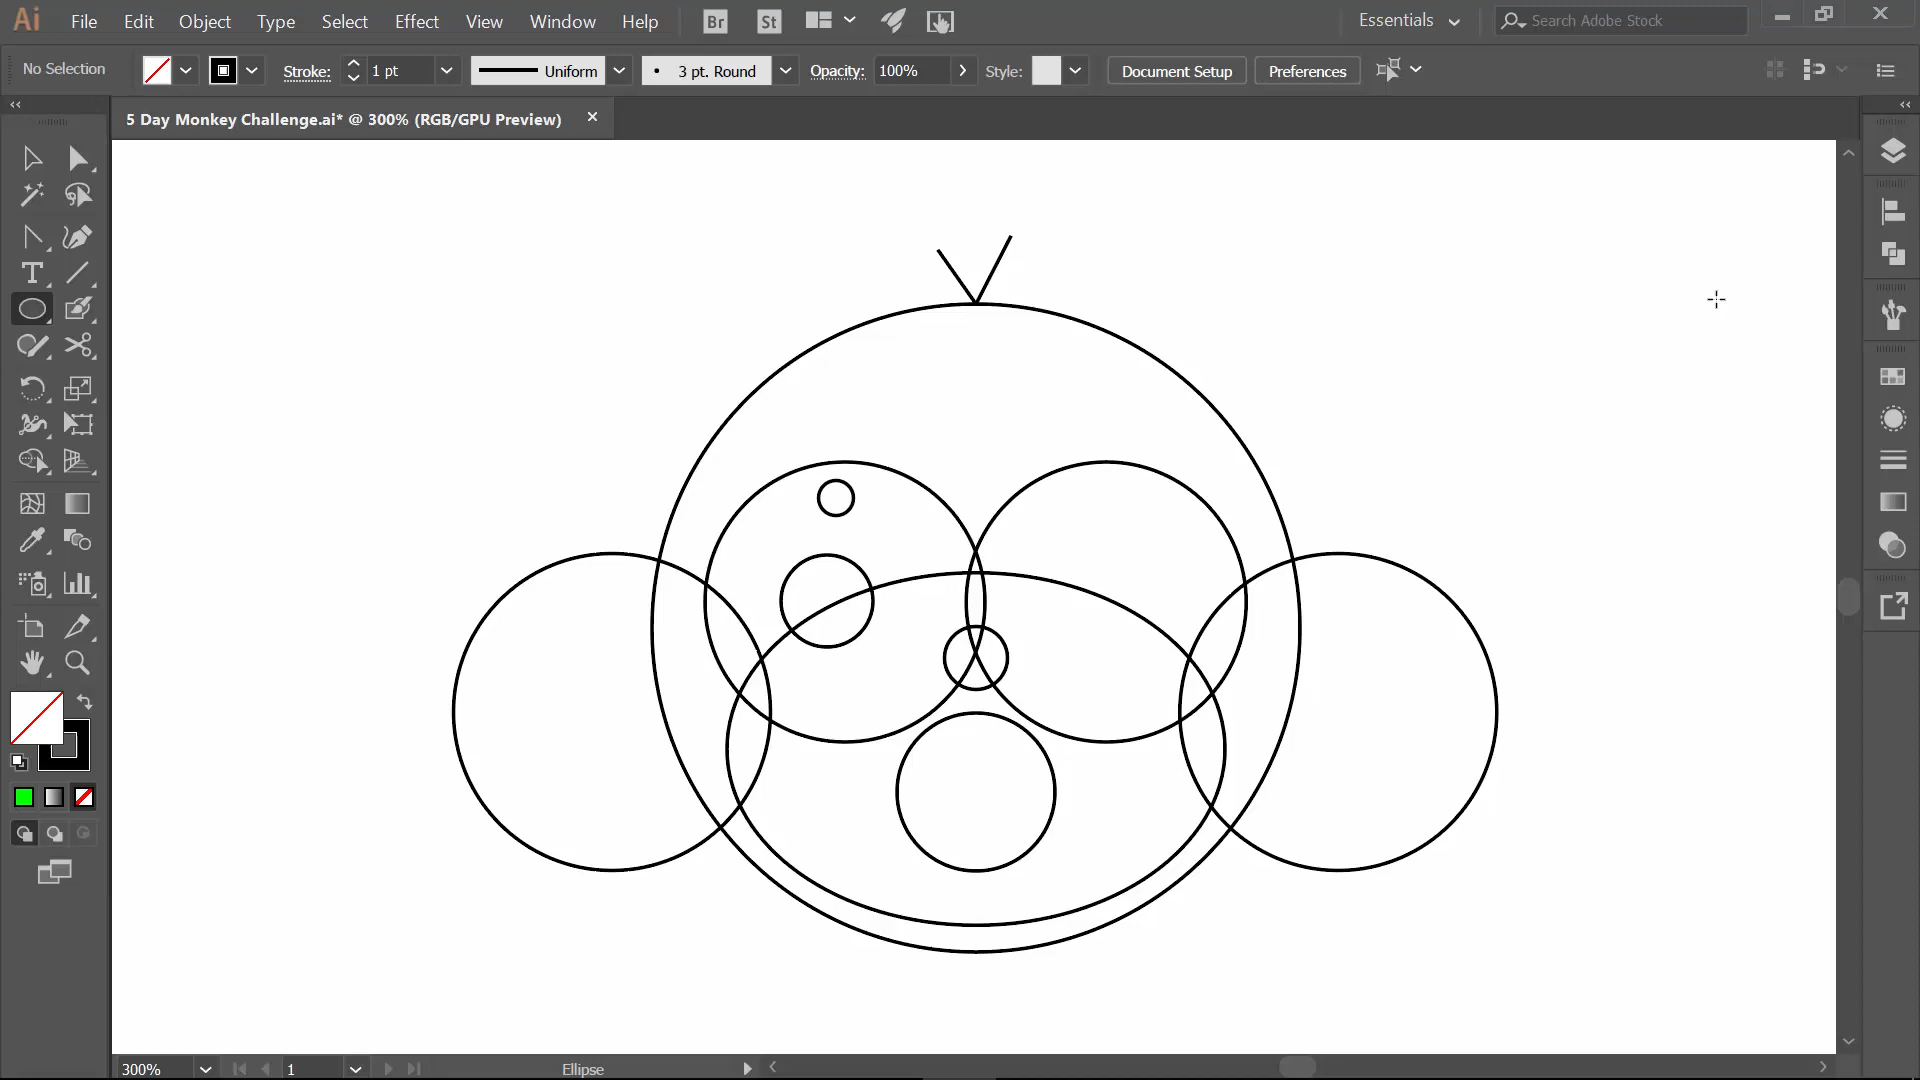 Ai File Edit Object Type Select Effect View Window Help Br St Essentials Search Adobe Stock
No Selection Stroke: 1 pt Uniform 3 pt. Round Opacity: 100% Style: Document Setup Preferences
5 Day Monkey Challenge.ai* @ 300% (RGB/GPU Preview)
300% 1 Ellipse